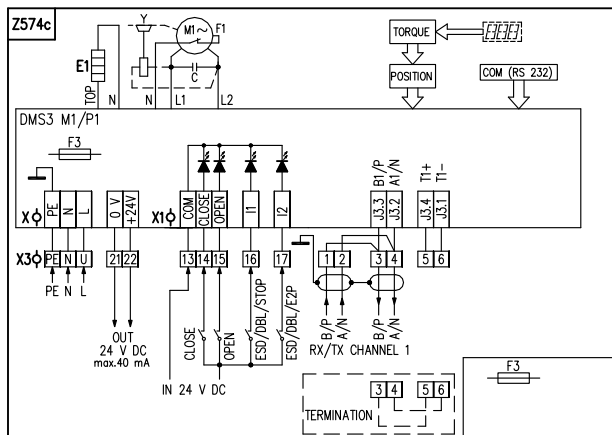 Z574c
Y
M1~
F1
E1
C
TOP
N
N
L1
L2
TORQUE
POSITION
COM (RS 232)
DMS3 M1/P1
F3
PE
N
L
0 V
+24V
COM
CLOSE
OPEN
I1
I2
J3.3
B1/P
J3.2
A1/N
J3.4
T1+
J3.1
T1-
X
X1
X3
PE
N
U
21
22
13
14
15
16
17
1
2
3
4
5
6
PE
N
L
OUT
24 V DC
max.40 mA
CLOSE
OPEN
ESD/DBL/STOP
ESD/DBL/E2P
B/P
A/N
B/P
A/N
RX/TX CHANNEL 1
IN 24 V DC
TERMINATION
3
4
5
6
F3